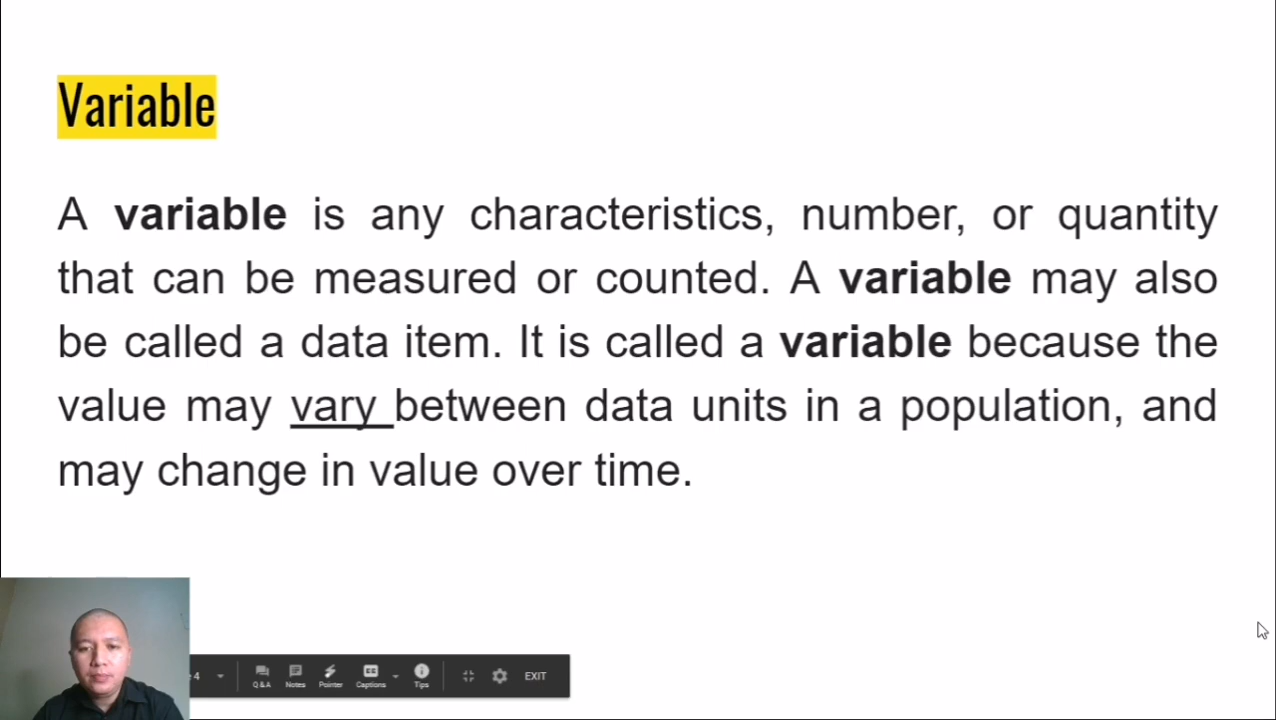 Variable
A variable is any characteristics, number, or quantity
that can be measured or counted. A variable may also
be called a data item. It is called a variable because the
value may vary between data units in a population, and
may change in value over time.
4
Q&A Notes Pointer Captions Tips EXIT